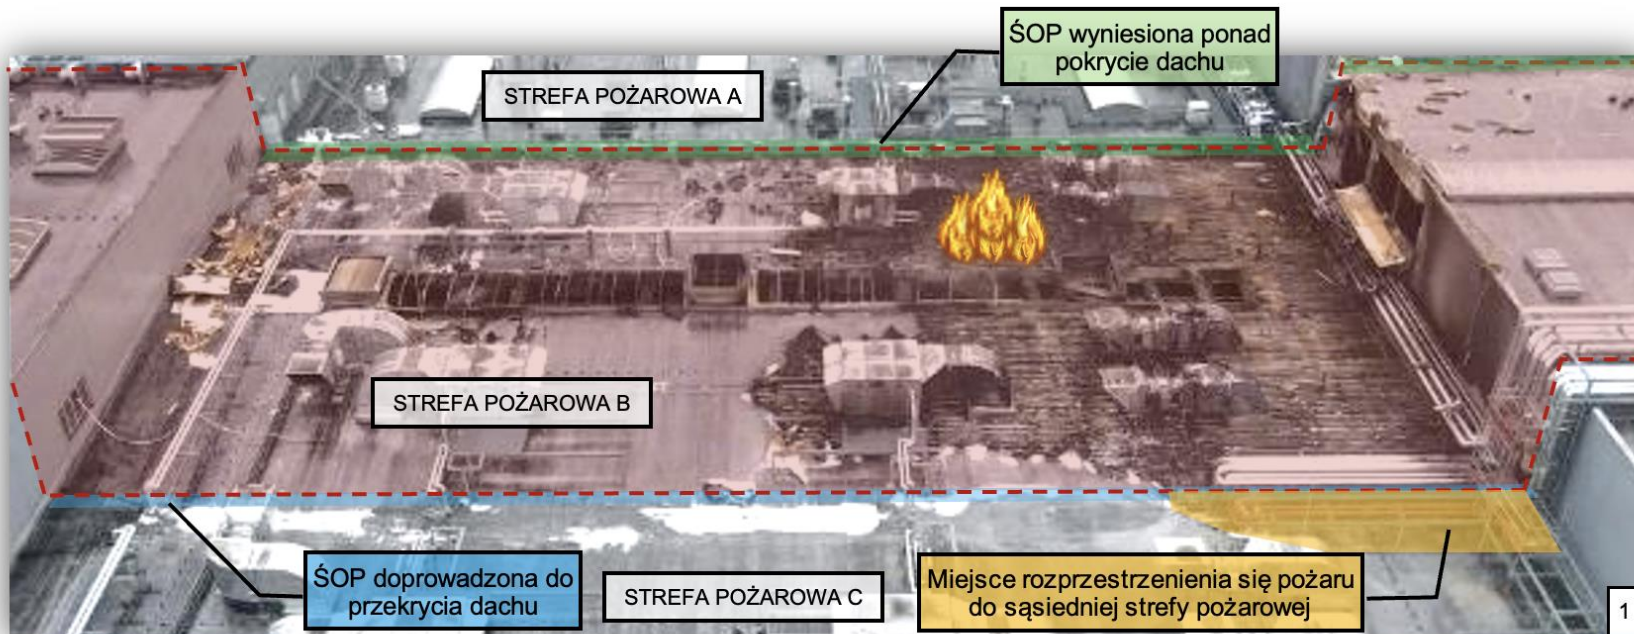 ŚOP wyniesiona ponad
pokrycie dachu
STREFA POŻAROWA A
STREFA POŻAROWA B
ŚOP doprowadzona do
przekrycia dachu
STREFA POŻAROWA C
Miejsce rozprzestrzenienia się pożaru
do sąsiedniej strefy pożarowej
1